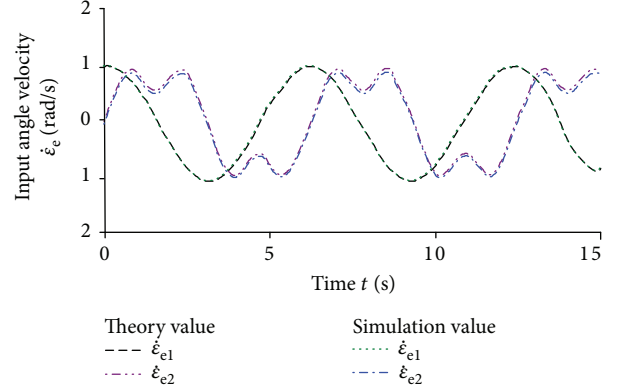 Input angle velocity
ε̇e (rad/s)
2
1
0
1
2
0
5
10
15
Time t (s)
Theory value
ε̇e1
ε̇e2
Simulation value
ε̇e1
ε̇e2